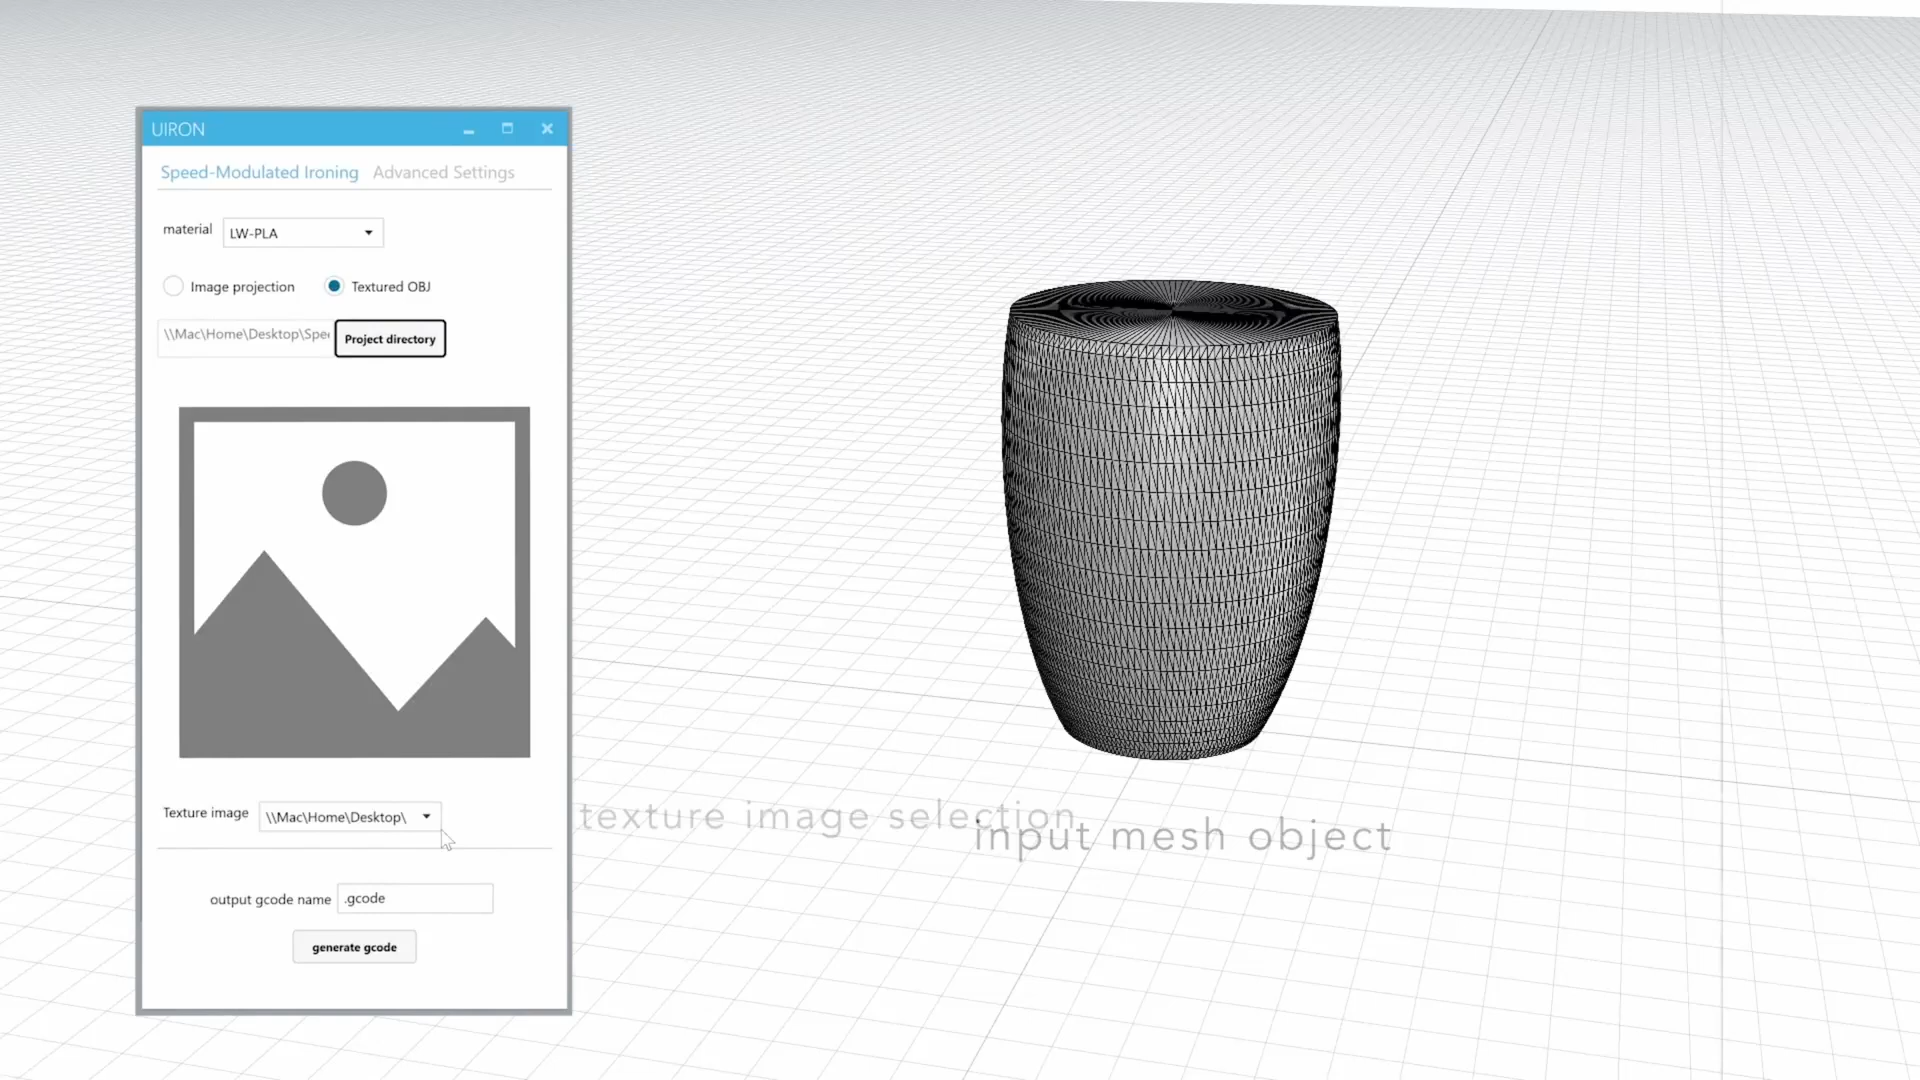 UIRON
Speed-Modulated Ironing Advanced Settings
material LW-PLA
Image projection Textured OBJ
\\Mac\Home\Desktop\Spe Project directory
Texture image \\Mac\Home\Desktop\
texture image selection
input mesh object
output gcode name .gcode
generate gcode